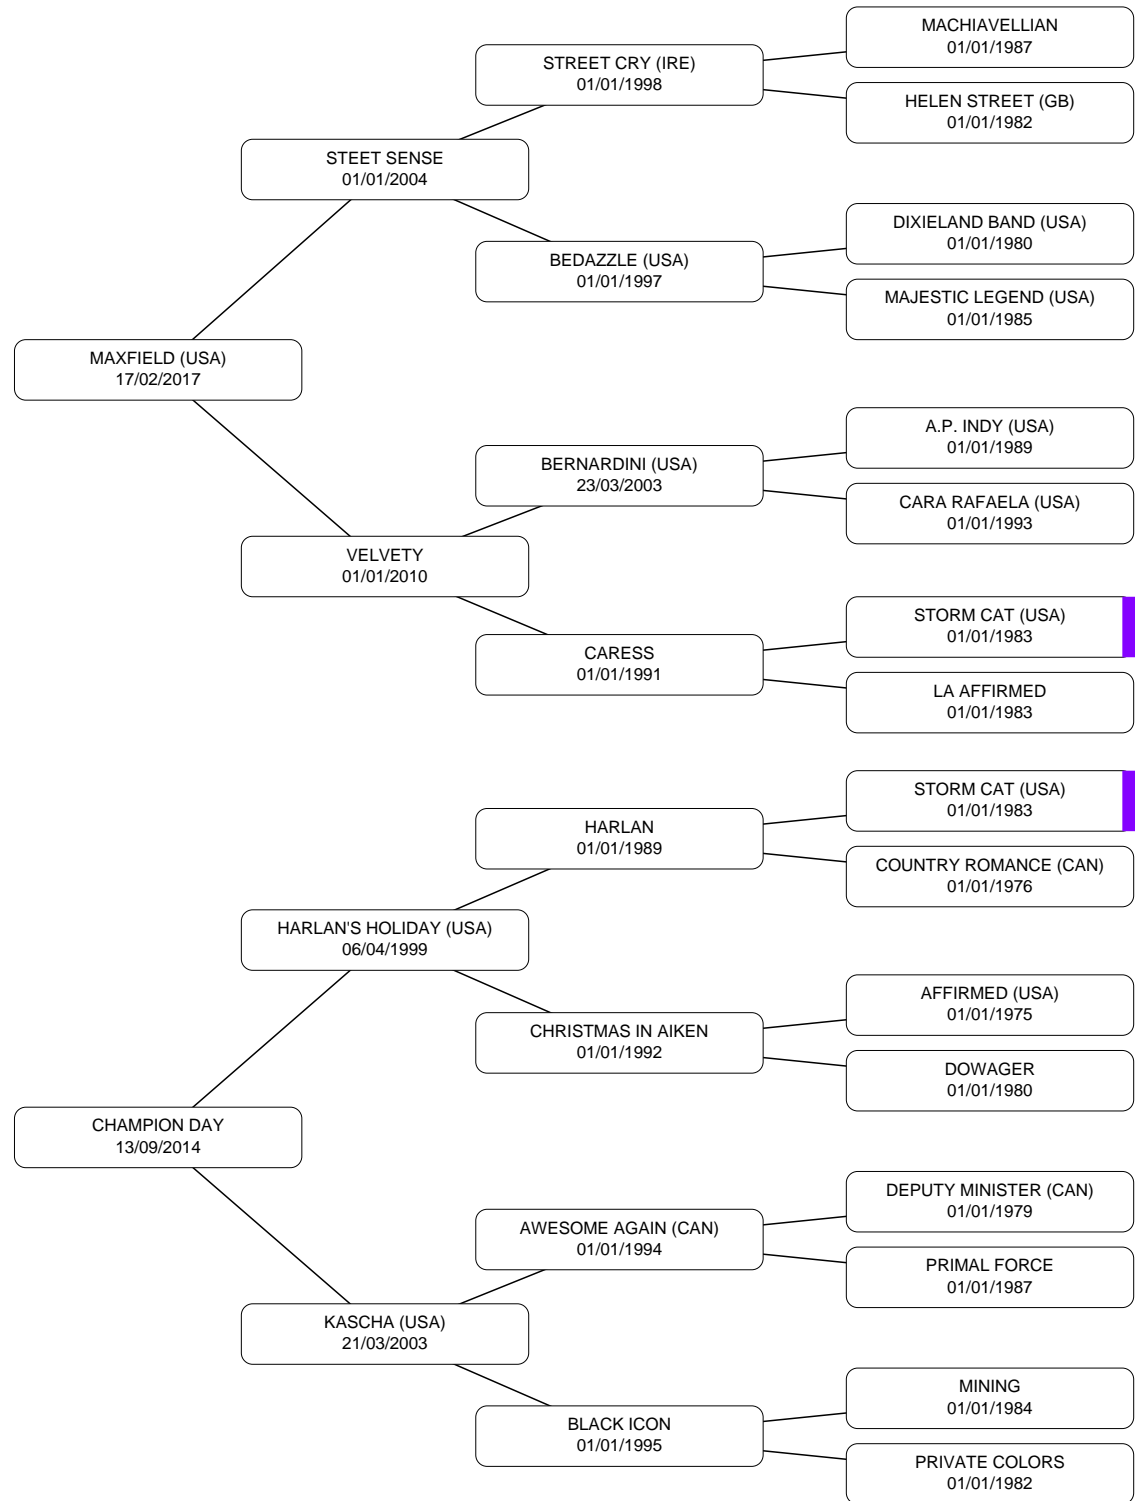 MACHIAVELLIAN
01/01/1987
STREET CRY (IRE)
01/01/1998
HELEN STREET (GB)
01/01/1982
STEET SENSE
01/01/2004
DIXIELAND BAND (USA)
01/01/1980
BEDAZZLE (USA)
01/01/1997
MAJESTIC LEGEND (USA)
01/01/1985
MAXFIELD (USA)
17/02/2017
A.P. INDY (USA)
01/01/1989
BERNARDINI (USA)
23/03/2003
CARA RAFAELA (USA)
01/01/1993
VELVETY
01/01/2010
STORM CAT (USA)
01/01/1983
CARESS
01/01/1991
LA AFFIRMED
01/01/1983
STORM CAT (USA)
01/01/1983
HARLAN
01/01/1989
COUNTRY ROMANCE (CAN)
01/01/1976
HARLAN'S HOLIDAY (USA)
06/04/1999
AFFIRMED (USA)
01/01/1975
CHRISTMAS IN AIKEN
01/01/1992
DOWAGER
01/01/1980
CHAMPION DAY
13/09/2014
DEPUTY MINISTER (CAN)
01/01/1979
AWESOME AGAIN (CAN)
01/01/1994
PRIMAL FORCE
01/01/1987
KASCHA (USA)
21/03/2003
MINING
01/01/1984
BLACK ICON
01/01/1995
PRIVATE COLORS
01/01/1982